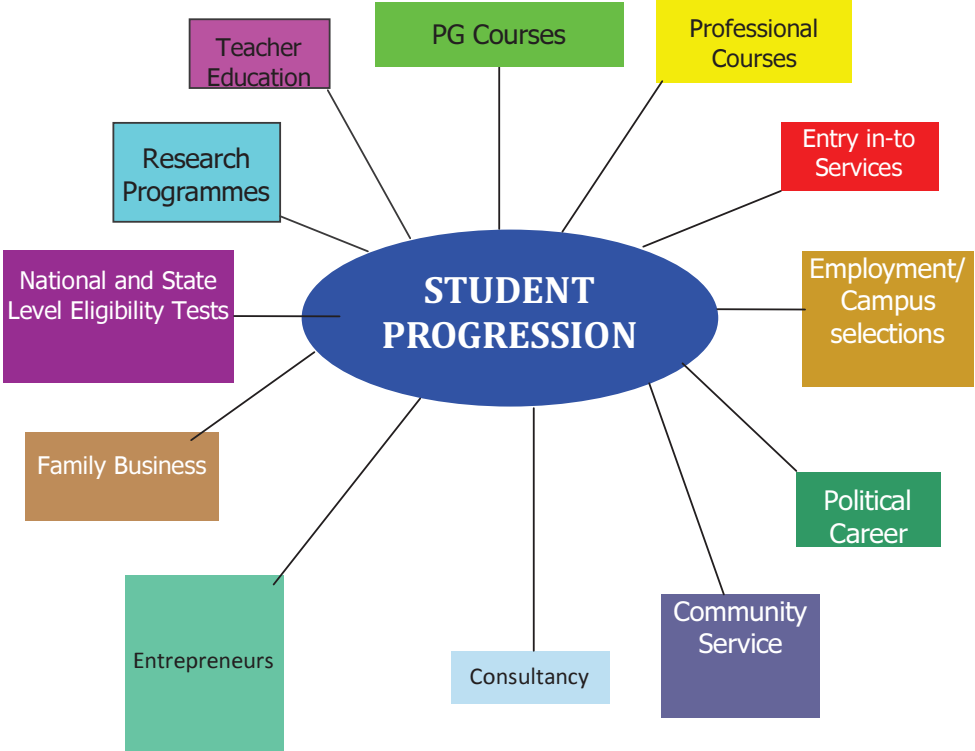 PG Courses
Professional
Courses
Teacher
Education
Entry in-to
Services
Research
Programmes
National and State
Level Eligibility Tests
STUDENT
PROGRESSION
Employment/
Campus
selections
Family Business
Political
Career
Entrepreneurs
Consultancy
Community
Service